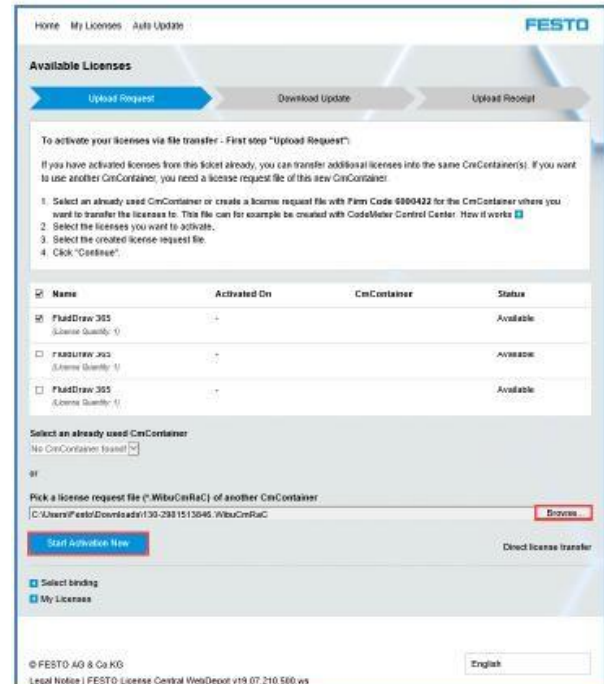 Home My Licenses Auto Update
FESTO
Available Licenses
Upload Request
Download Update
Upload Receipt
To activate your licenses via file transfer - First step "Upload Request":
If you have activated licenses from this ticket already, you can transfer additional licenses into the same CmContainer(s). If you want
to use another CmContainer, you need a license request file of this new CmContainer.
1. Select an already used CmContainer or create a license request file with Firm Code 6000422 for the CmContainer where you
want to transfer the licenses to. This file can for example be created with CodeMeter Control Center. How it works
2. Select the licenses you want to activate.
3. Select the created license request file.
4. Click "Continue".
Name Activated On CmContainer Status
FluidDraw 365 - Available
(License Quantity: 1)
FluidDraw 365 - Available
(License Quantity: 1)
FluidDraw 365 - Available
(License Quantity: 1)
Select an already used CmContainer
No CmContainer found!
or
Pick a license request file (*.WibuCmRaC) of another CmContainer
C:\Users\Festo\Downloads\130-2981513846.WibuCmRaC Browse...
Start Activation Now
Direct license transfer
Select binding
My Licenses
© FESTO AG & Co.KG
English
Legal Notice | FESTO License Central WebDepot v19.07.210.500.ws